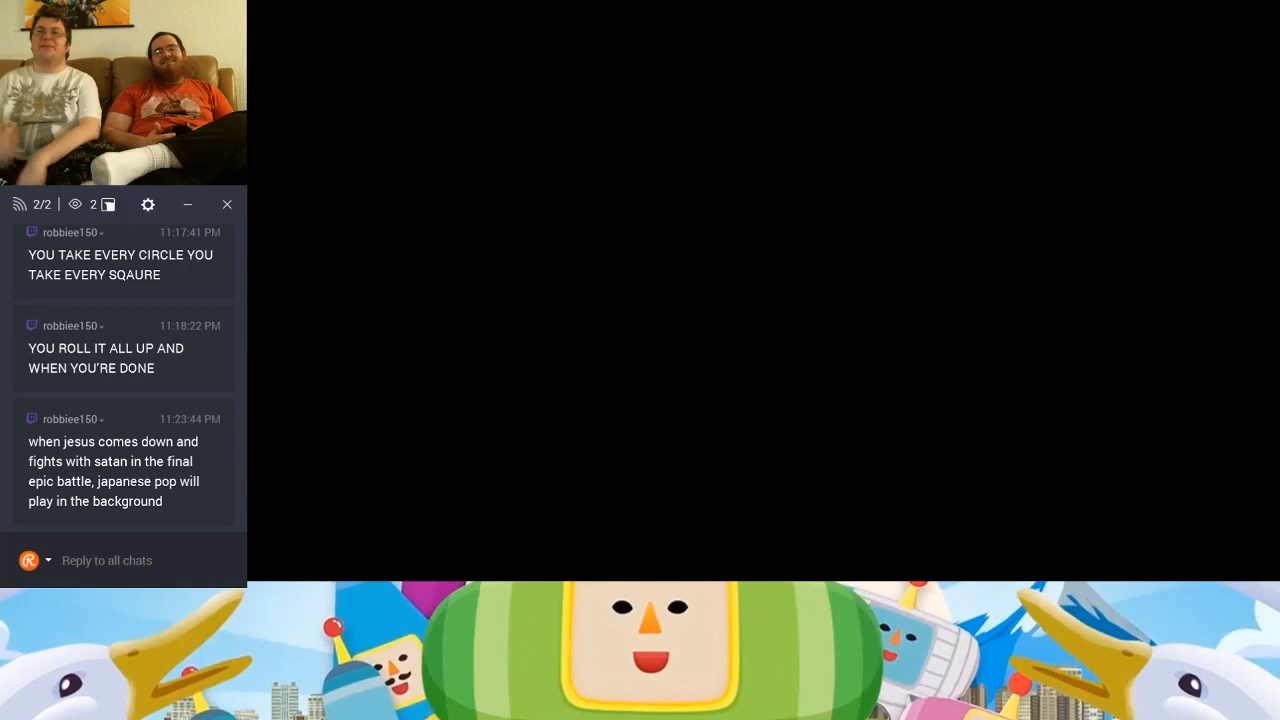 2/2 | 2
robbiee150 11:17:41 PM
YOU TAKE EVERY CIRCLE YOU
TAKE EVERY SQAURE
robbiee150 11:18:22 PM
YOU ROLL IT ALL UP AND
WHEN YOU'RE DONE
robbiee150 11:23:44 PM
when jesus comes down and
fights with satan in the final
epic battle, japanese pop will
play in the background
Reply to all chats